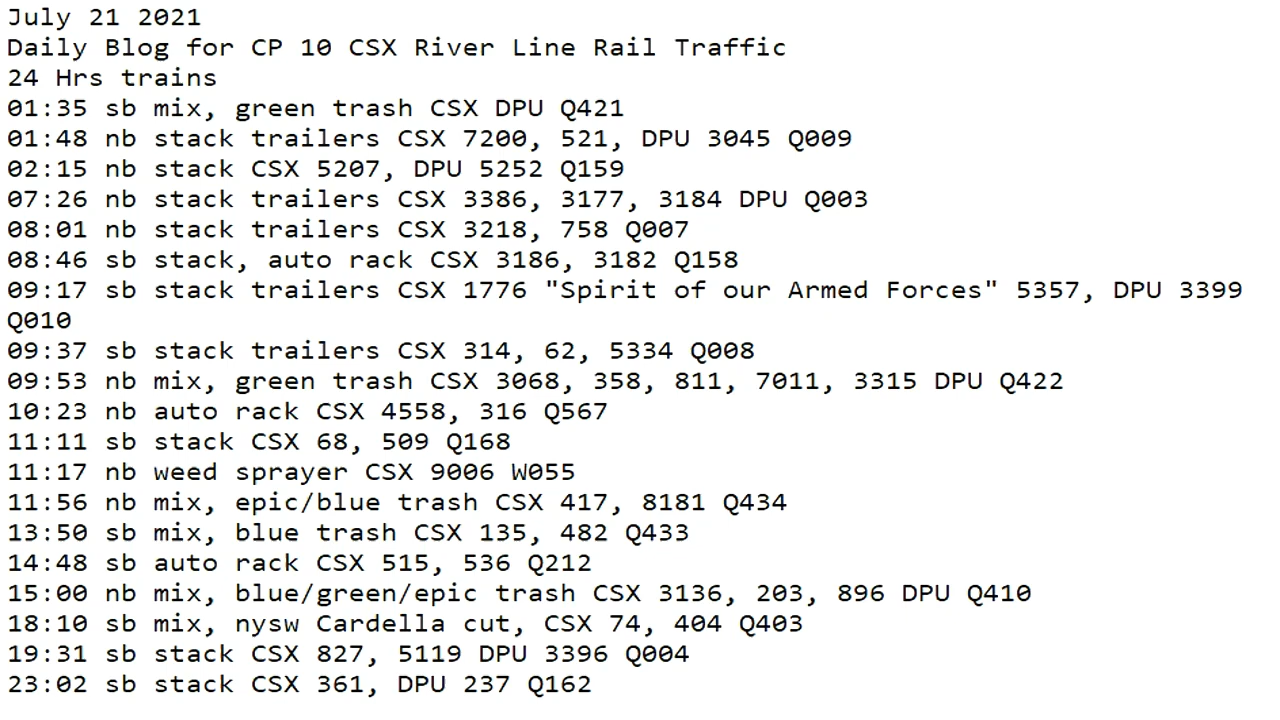 July 21 2021
Daily Blog for CP 10 CSX River Line Rail Traffic
24 Hrs trains
01:35 sb mix, green trash CSX DPU Q421
01:48 nb stack trailers CSX 7200, 521, DPU 3045 Q009
02:15 nb stack CSX 5207, DPU 5252 Q159
07:26 nb stack trailers CSX 3386, 3177, 3184 DPU Q003
08:01 nb stack trailers CSX 3218, 758 Q007
08:46 sb stack, auto rack CSX 3186, 3182 Q158
09:17 sb stack trailers CSX 1776 "Spirit of our Armed Forces" 5357, DPU 3399
Q010
09:37 sb stack trailers CSX 314, 62, 5334 Q008
09:53 nb mix, green trash CSX 3068, 358, 811, 7011, 3315 DPU Q422
10:23 nb auto rack CSX 4558, 316 Q567
11:11 sb stack CSX 68, 509 Q168
11:17 nb weed sprayer CSX 9006 W055
11:56 nb mix, epic/blue trash CSX 417, 8181 Q434
13:50 sb mix, blue trash CSX 135, 482 Q433
14:48 sb auto rack CSX 515, 536 Q212
15:00 nb mix, blue/green/epic trash CSX 3136, 203, 896 DPU Q410
18:10 sb mix, nysw Cardella cut, CSX 74, 404 Q403
19:31 sb stack CSX 827, 5119 DPU 3396 Q004
23:02 sb stack CSX 361, DPU 237 Q162